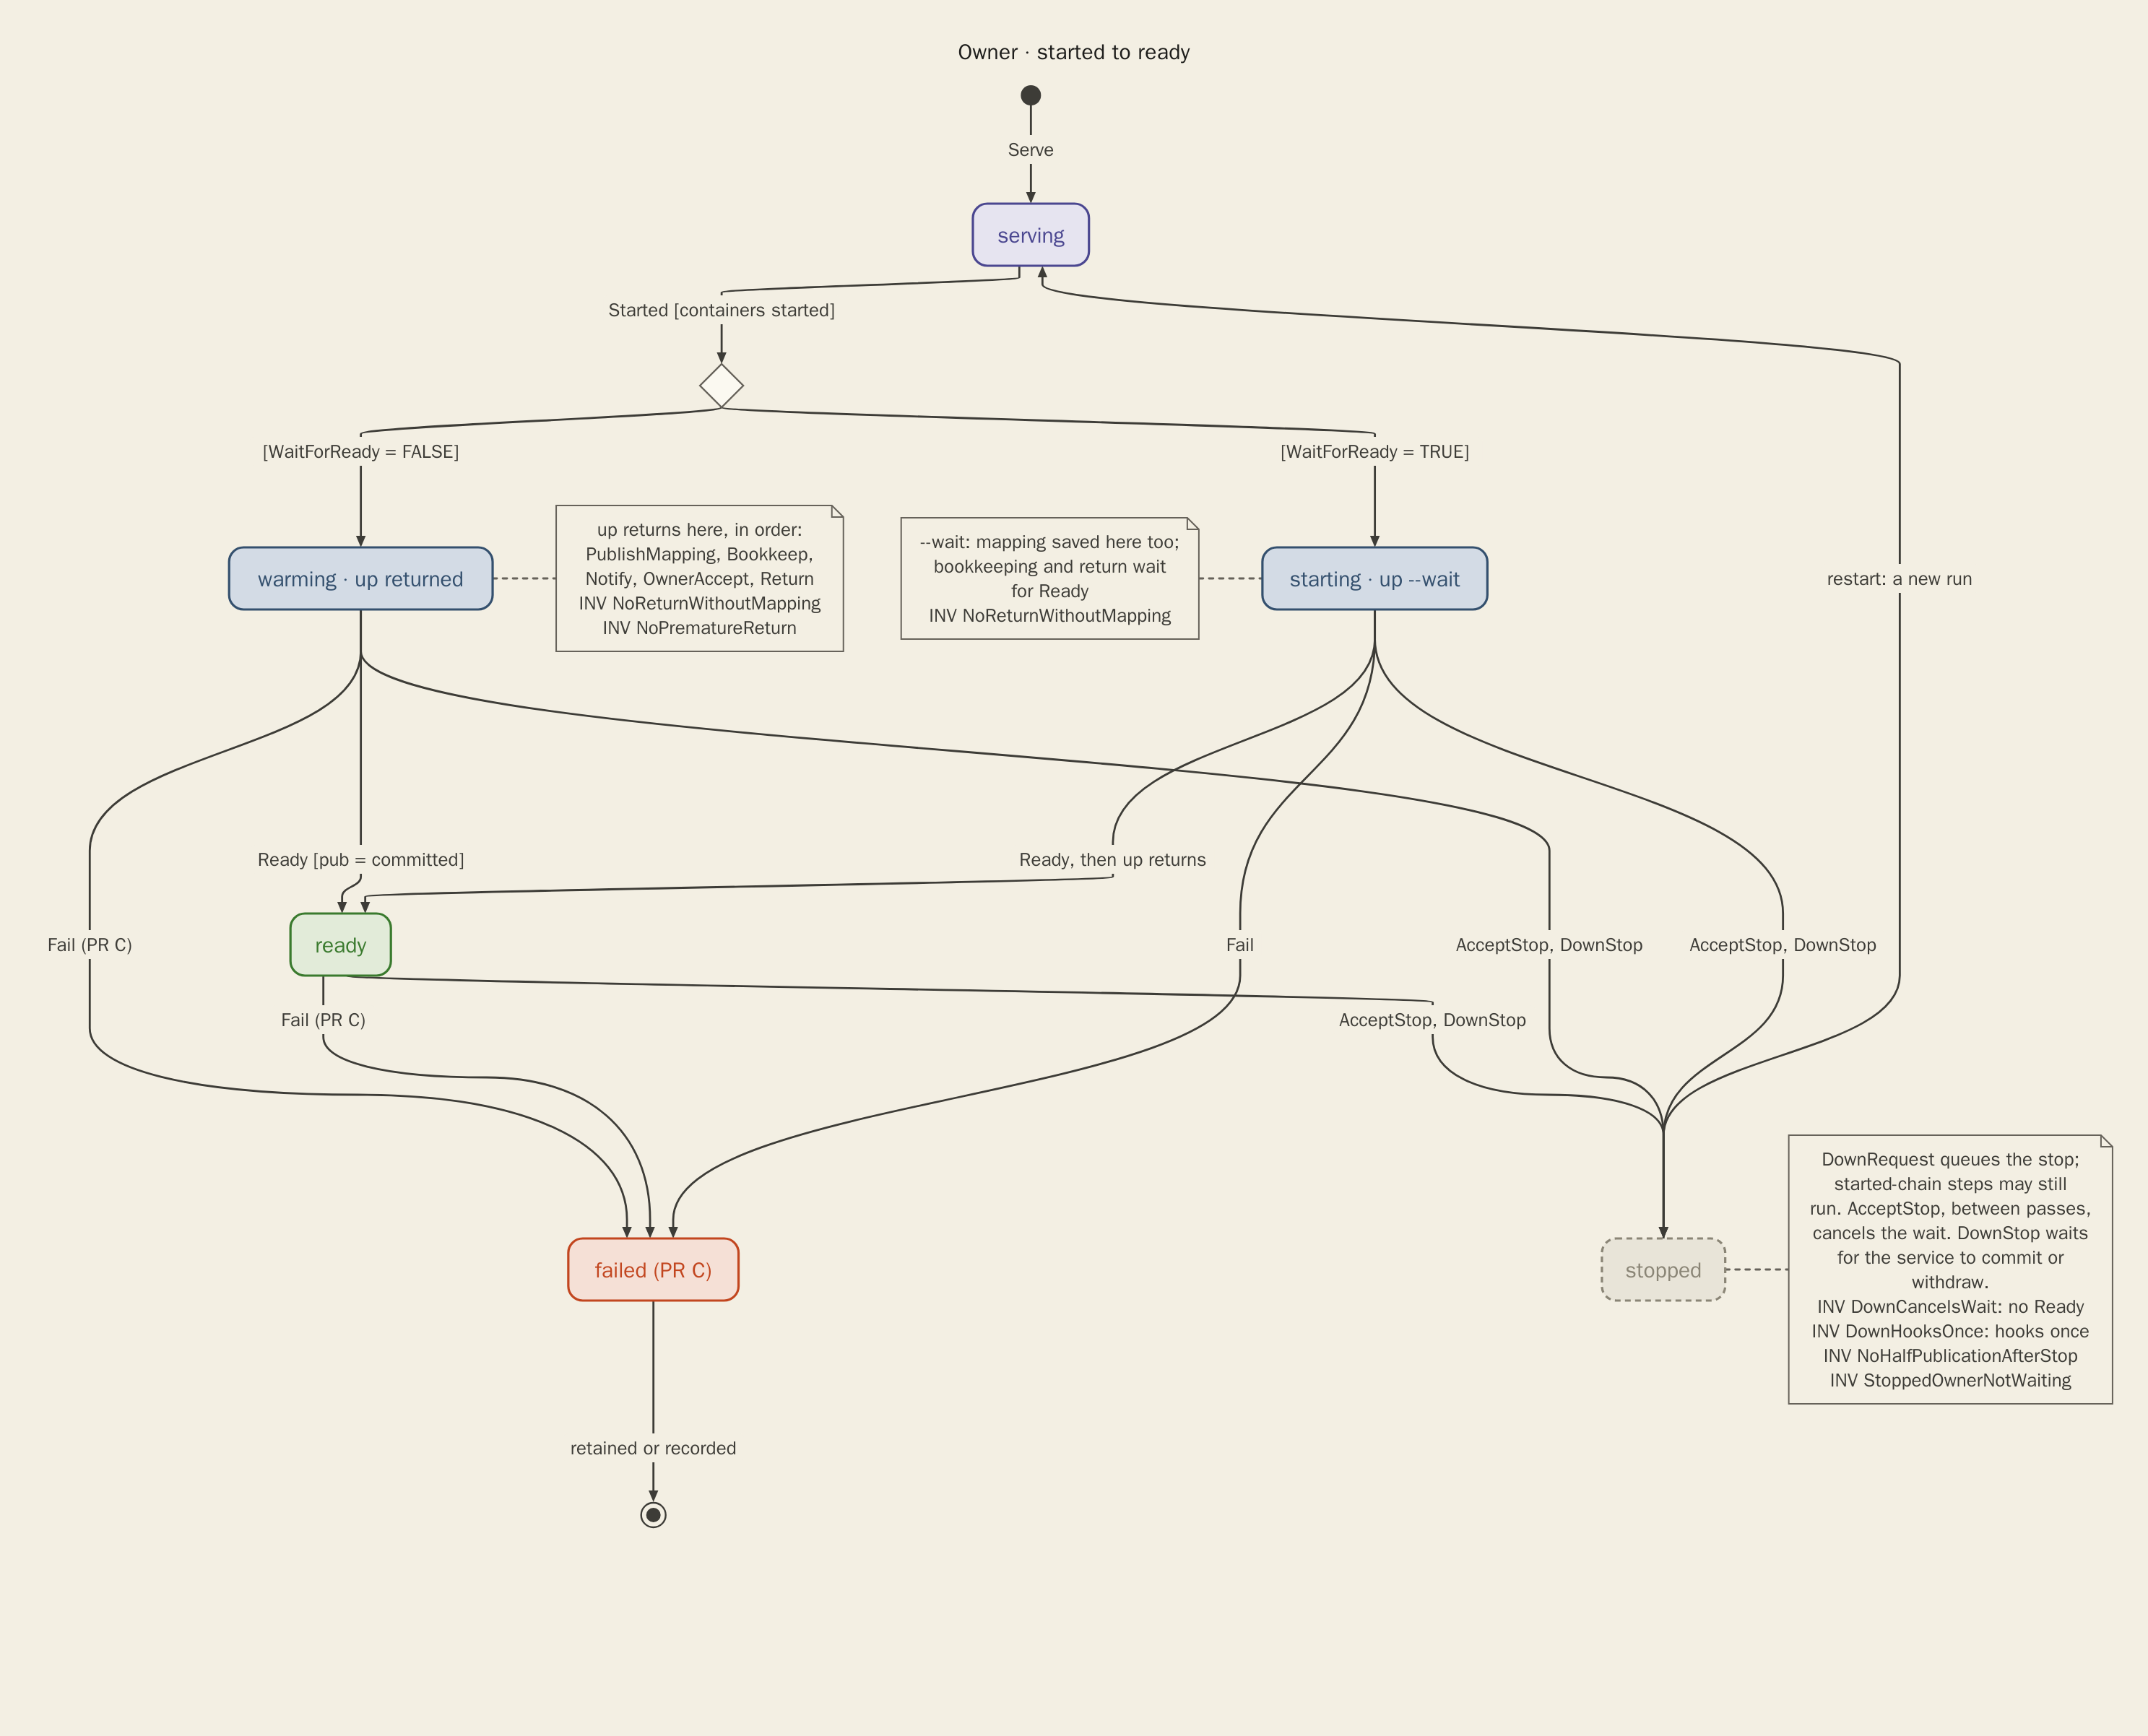 Owner · started to ready
Serve
serving
Started [containers started]
[WaitForReady = FALSE]
[WaitForReady = TRUE]
up returns here, in order:
PublishMapping, Bookkeep,
Notify, OwnerAccept, Return
INV NoReturnWithoutMapping
INV NoPrematureReturn
--wait: mapping saved here too;
bookkeeping and return wait
for Ready
INV NoReturnWithoutMapping
warming · up returned
starting · up --wait
restart: a new run
Ready [pub = committed]
Ready, then up returns
Fail (PR C)
ready
Fail
AcceptStop, DownStop
AcceptStop, DownStop
Fail (PR C)
AcceptStop, DownStop
DownRequest queues the stop;
started-chain steps may still
run. AcceptStop, between passes,
cancels the wait. DownStop waits
for the service to commit or
withdraw.
INV DownCancelsWait: no Ready
INV DownHooksOnce: hooks once
INV NoHalfPublicationAfterStop
INV StoppedOwnerNotWaiting
failed (PR C)
stopped
retained or recorded